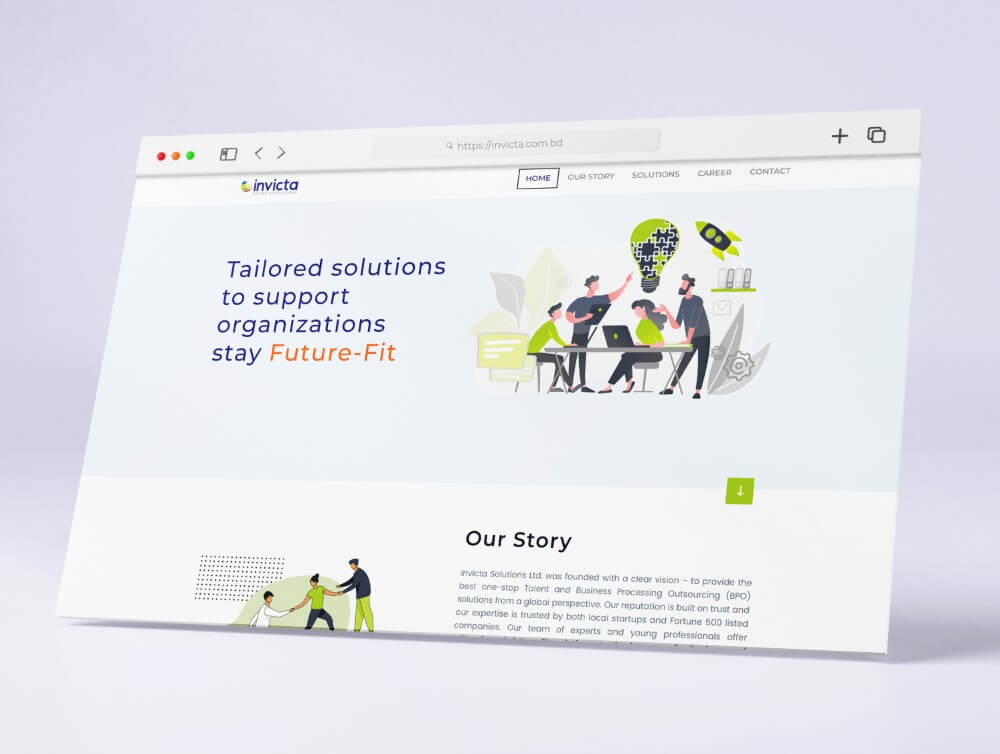 https://invicta.com.bd
invicta
HOME OUR STORY SOLUTIONS CAREER CONTACT
Tailored solutions
to support
organizations
stay Future-Fit
Our Story
Invicta Solutions Ltd. was founded with a clear vision – to provide the
best one-stop Talent and Business Processing Outsourcing (BPO)
solutions from a global perspective. Our reputation is built on trust and
our expertise is trusted by both local startups and Fortune 500 listed
companies. Our team of experts and young professionals offer